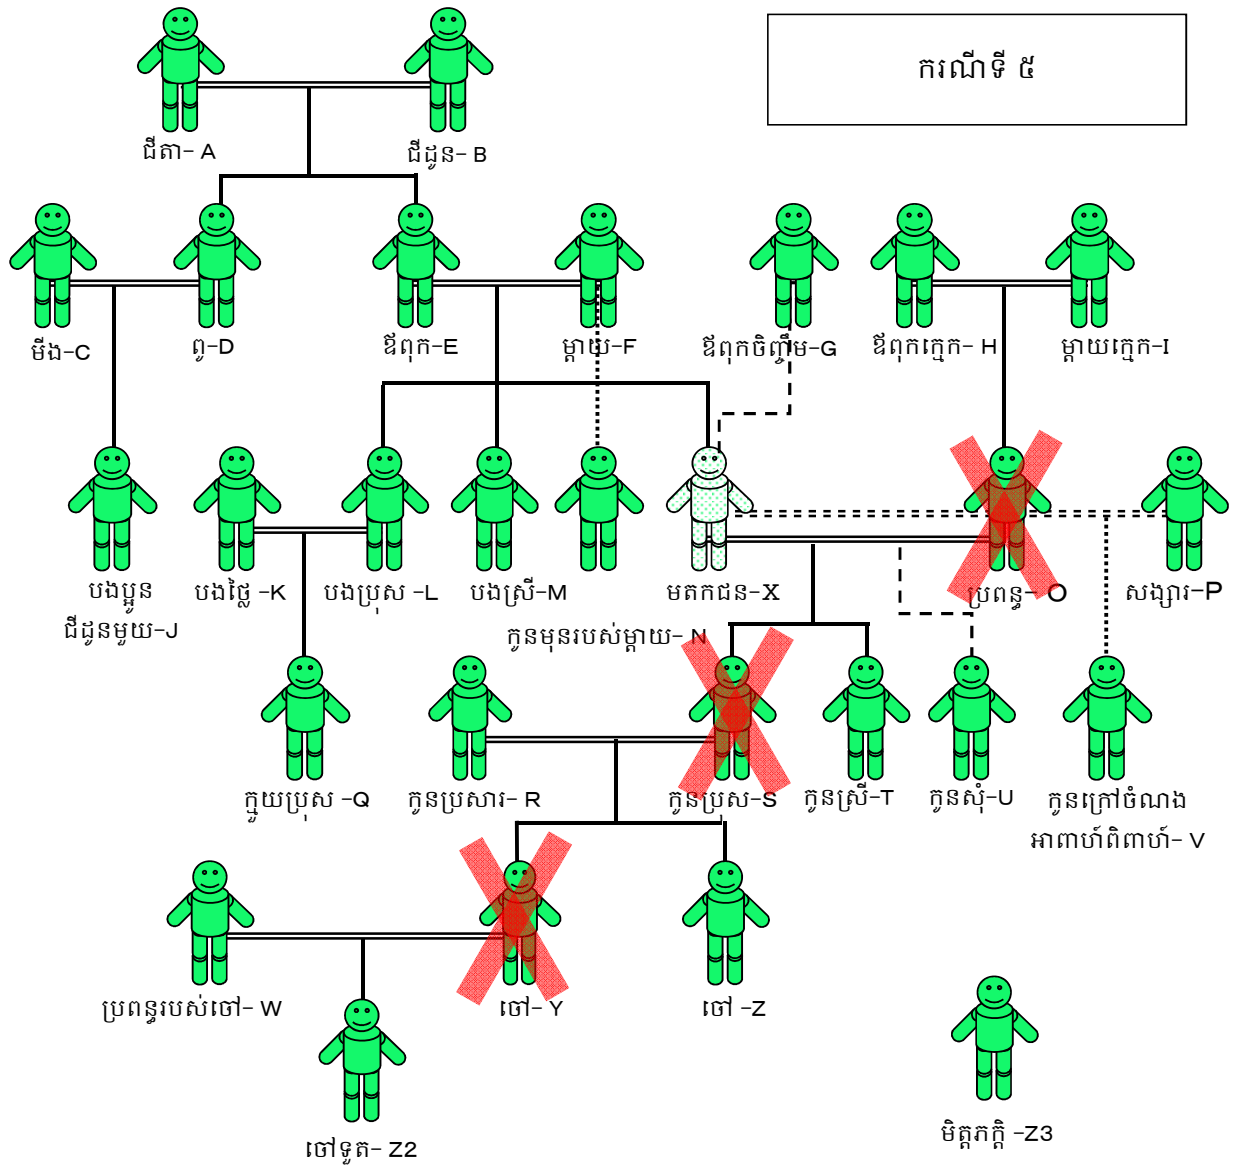 ករណីទី ៥
ជីតា- A
ជីដូន- B
មីង-C
ពូ-D
ឪពុក-E
ម្តាយ-F
ឪពុកចិញ្ចឹម-G
ឪពុកក្មេក- H
ម្តាយក្មេក-I
បងប្អូន
ជីដូនមួយ-J
បងថ្លៃ -K
បងប្រុស -L
បងស្រី-M
កូនមុនរបស់ម្តាយ- N
មតកជន-X
ប្រពន្ធ- O
សង្សារ-P
ក្មួយប្រុស -Q
កូនប្រសារ- R
កូនប្រុស-S
កូនស្រី-T
កូនសុំ-U
កូនក្រៅចំណង
អាពាហ៍ពិពាហ៍- V
ប្រពន្ធរបស់ចៅ- W
ចៅ- Y
ចៅ -Z
ចៅទួត- Z2
មិត្តភក្តិ -Z3